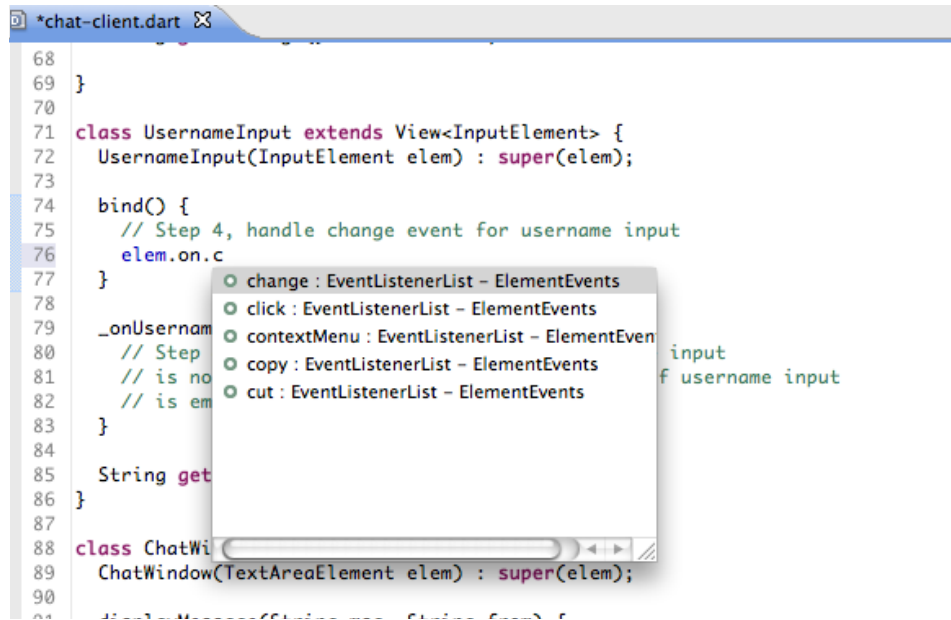 *chat-client.dart
68
69 }
70
71 class UsernameInput extends View<InputElement> {
72 UsernameInput(InputElement elem) : super(elem);
73
74 bind() {
75 // Step 4, handle change event for username input
76 elem.on.c
77 }
change : EventListenerList – ElementEvents
click : EventListenerList – ElementEvents
contextMenu : EventListenerList – ElementEven
copy : EventListenerList – ElementEvents
cut : EventListenerList – ElementEvents
78
79 _onUsernam
80 // Step input
81 // is no f username input
82 // is em
83 }
84
85 String get
86 }
87
88 class ChatWi
89 ChatWindow(TextAreaElement elem) : super(elem);
90